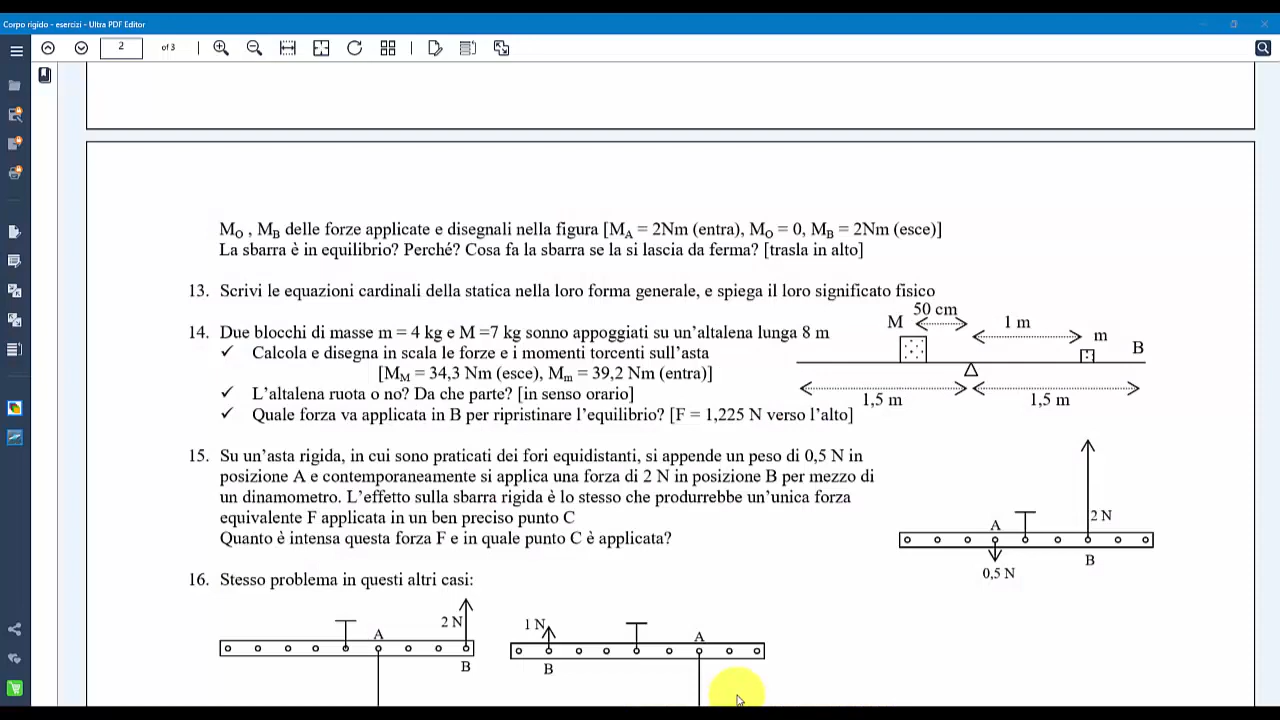 Corpo rigido - esercizi - Ultra PDF Editor
2
of 3
MO , MB delle forze applicate e disegnali nella figura [MA = 2Nm (entra), MO = 0, MB = 2Nm (esce)]
La sbarra è in equilibrio? Perché? Cosa fa la sbarra se la si lascia da ferma? [trasla in alto]
13. Scrivi le equazioni cardinali della statica nella loro forma generale, e spiega il loro significato fisico
14. Due blocchi di masse m = 4 kg e M =7 kg sonno appoggiati su un'altalena lunga 8 m
✓ Calcola e disegna in scala le forze e i momenti torcenti sull'asta
[MM = 34,3 Nm (esce), Mm = 39,2 Nm (entra)]
✓ L'altalena ruota o no? Da che parte? [in senso orario]
✓ Quale forza va applicata in B per ripristinare l'equilibrio? [F = 1,225 N verso l'alto]
50 cm
M
1 m
m
B
1,5 m
1,5 m
15. Su un'asta rigida, in cui sono praticati dei fori equidistanti, si appende un peso di 0,5 N in
posizione A e contemporaneamente si applica una forza di 2 N in posizione B per mezzo di
un dinamometro. L'effetto sulla sbarra rigida è lo stesso che produrrebbe un'unica forza
equivalente F applicata in un ben preciso punto C
Quanto è intensa questa forza F e in quale punto C è applicata?
2 N
A
B
0,5 N
16. Stesso problema in questi altri casi:
2 N
A
B
1 N
A
B